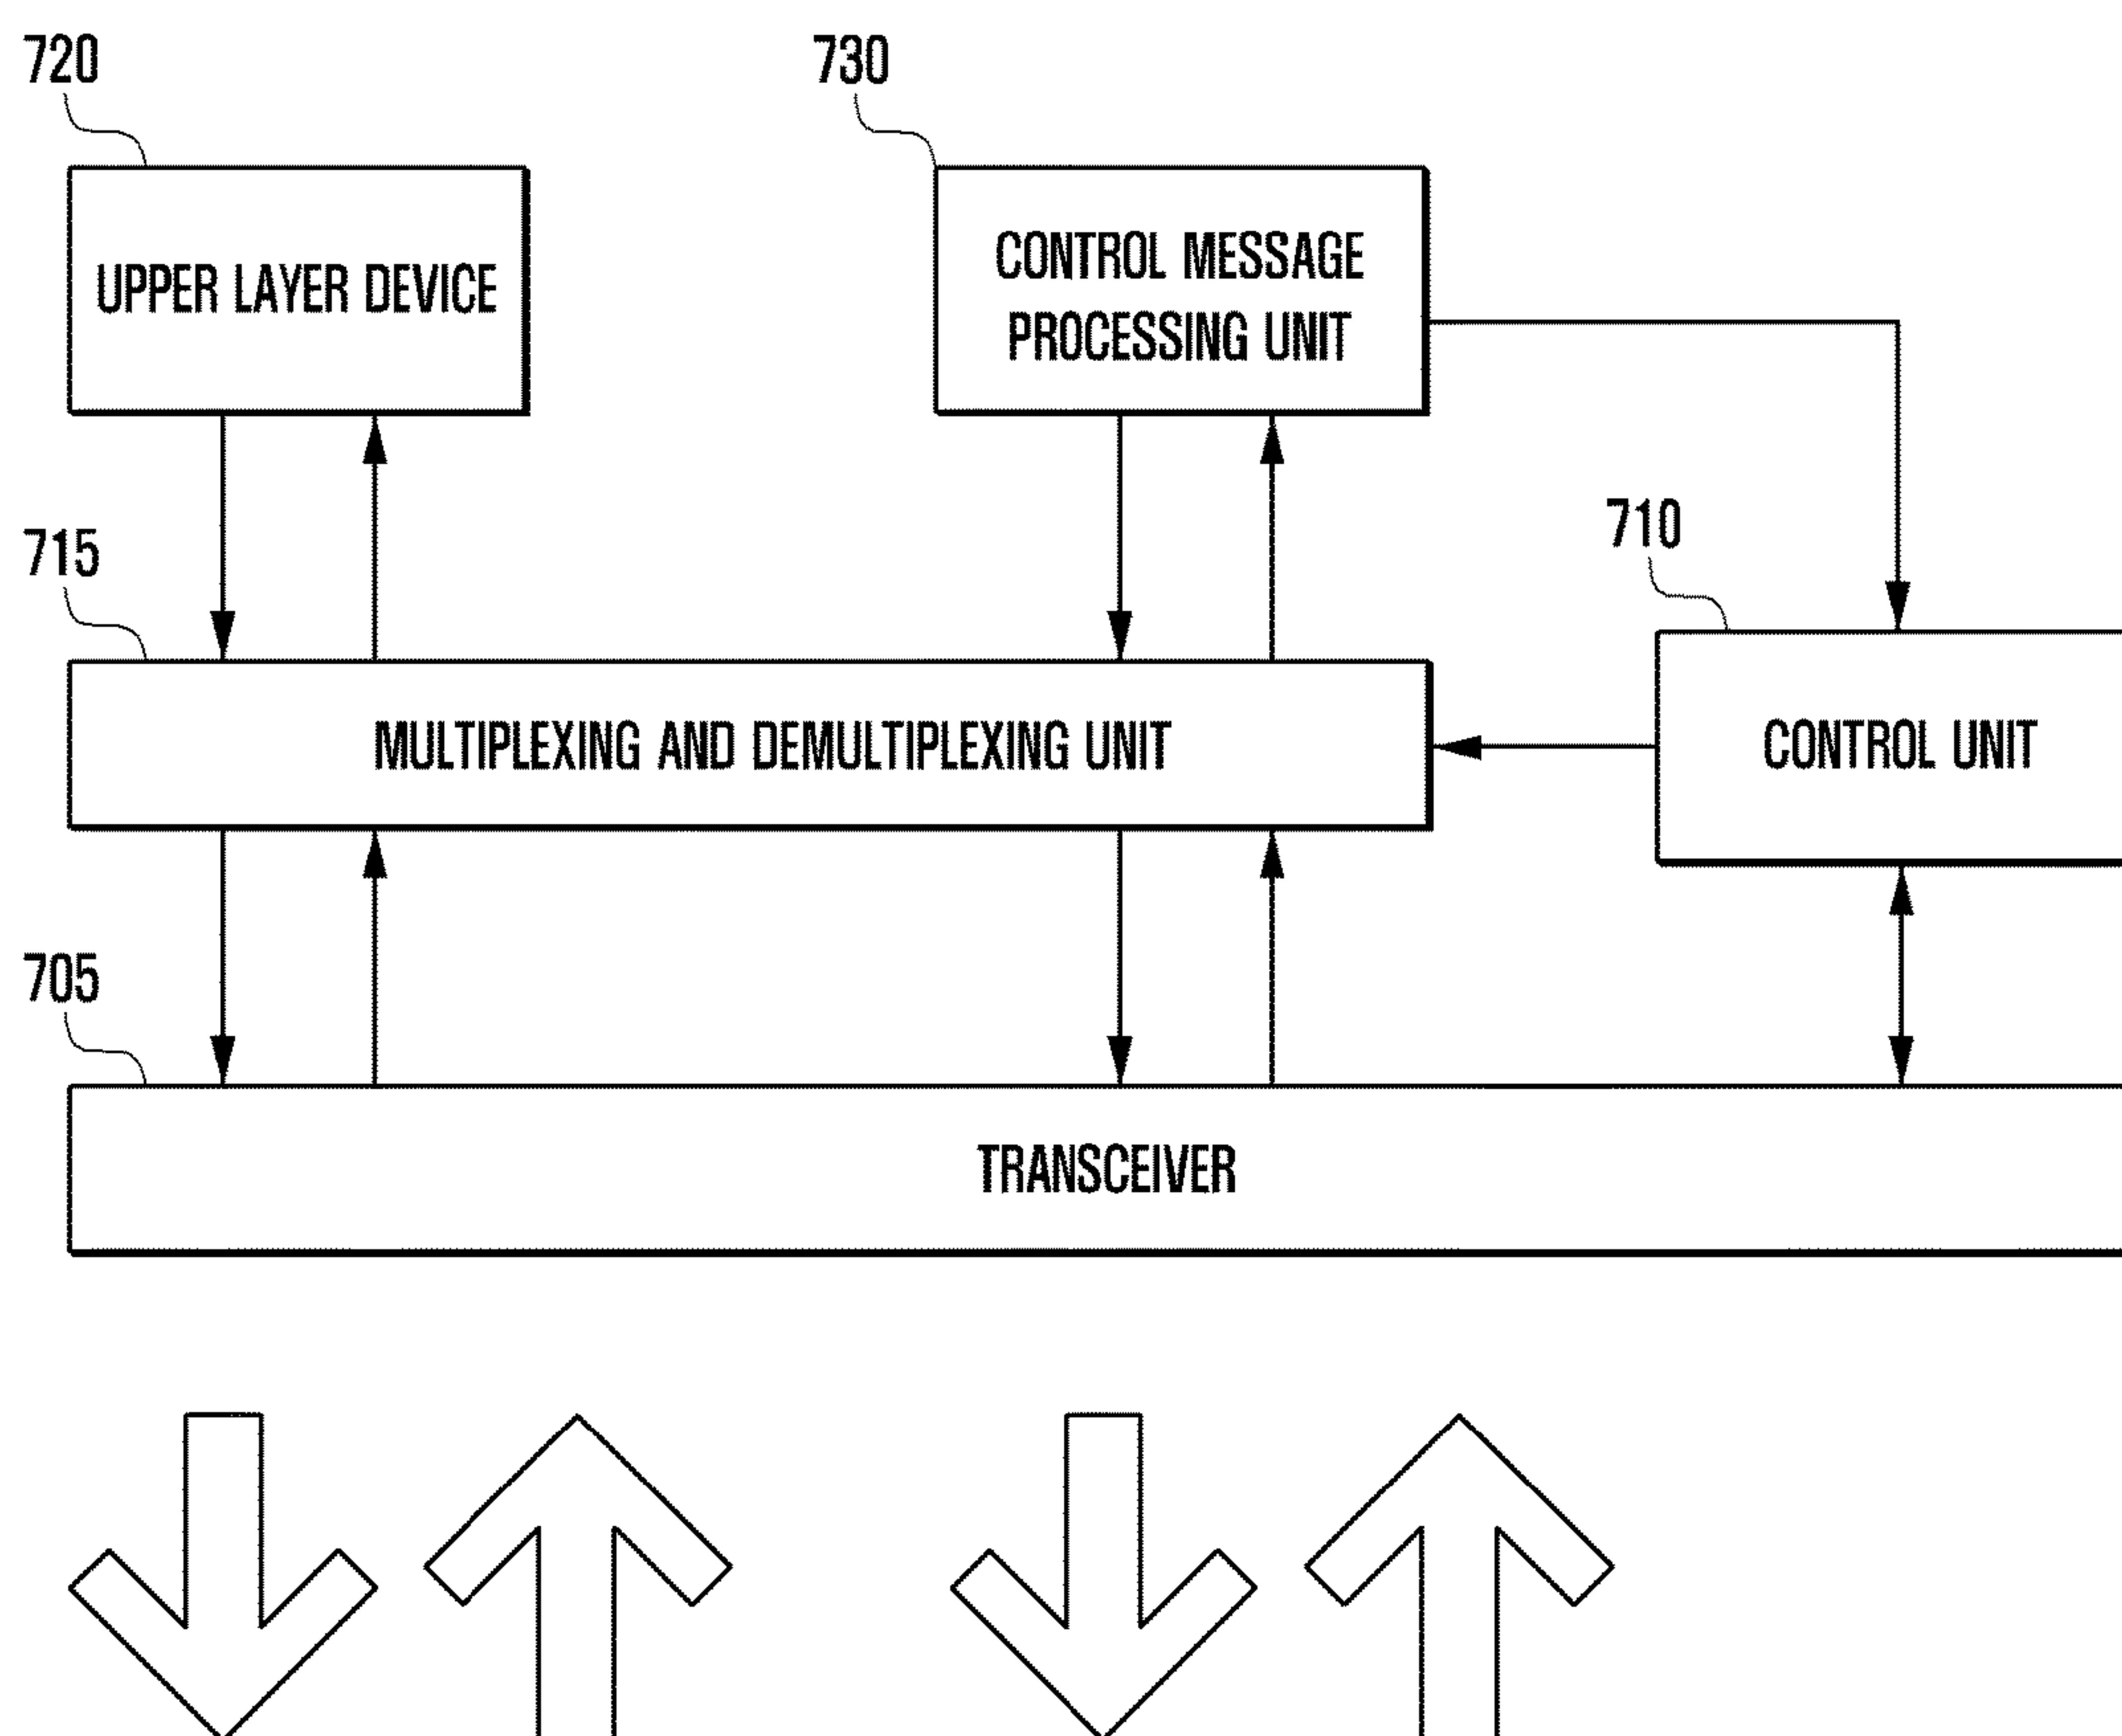 720
730
UPPER LAYER DEVICE
CONTROL MESSAGE
PROCESSING UNIT
715
710
MULTIPLEXING AND DEMULTIPLEXING UNIT
CONTROL UNIT
705
TRANSCEIVER